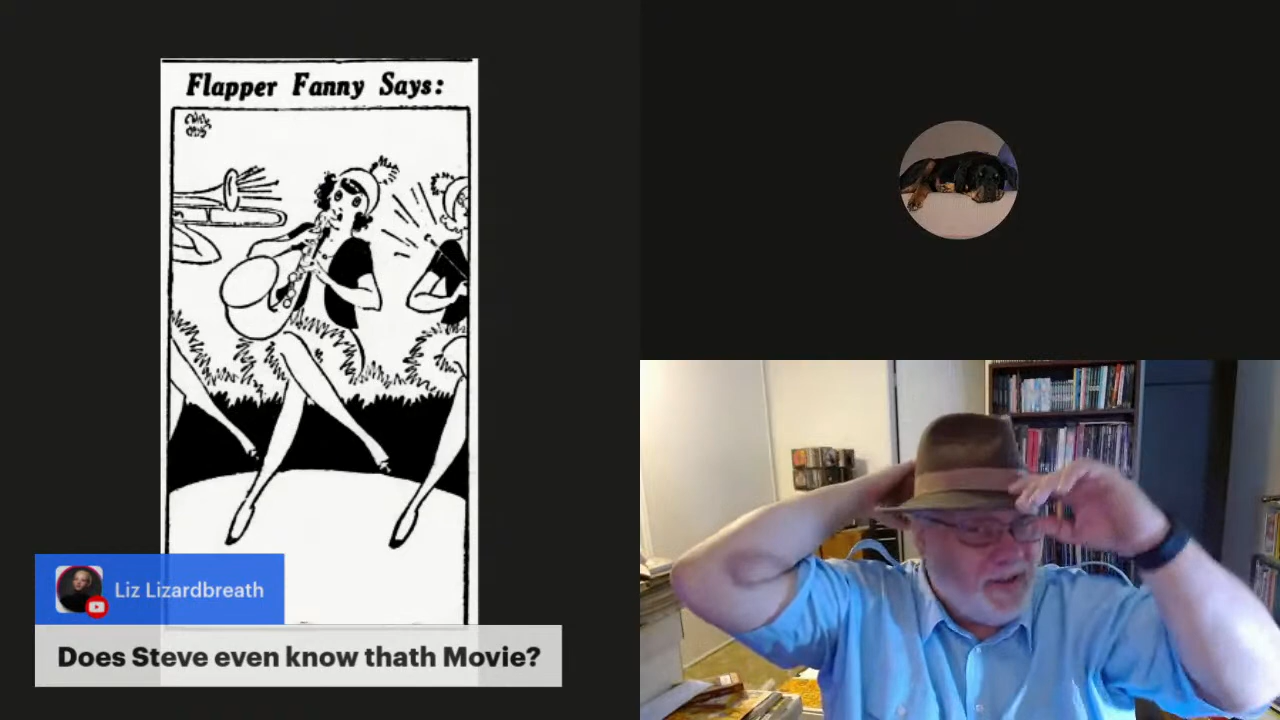 Flapper Fanny Says:
Liz Lizardbreath
Does Steve even know thath Movie?